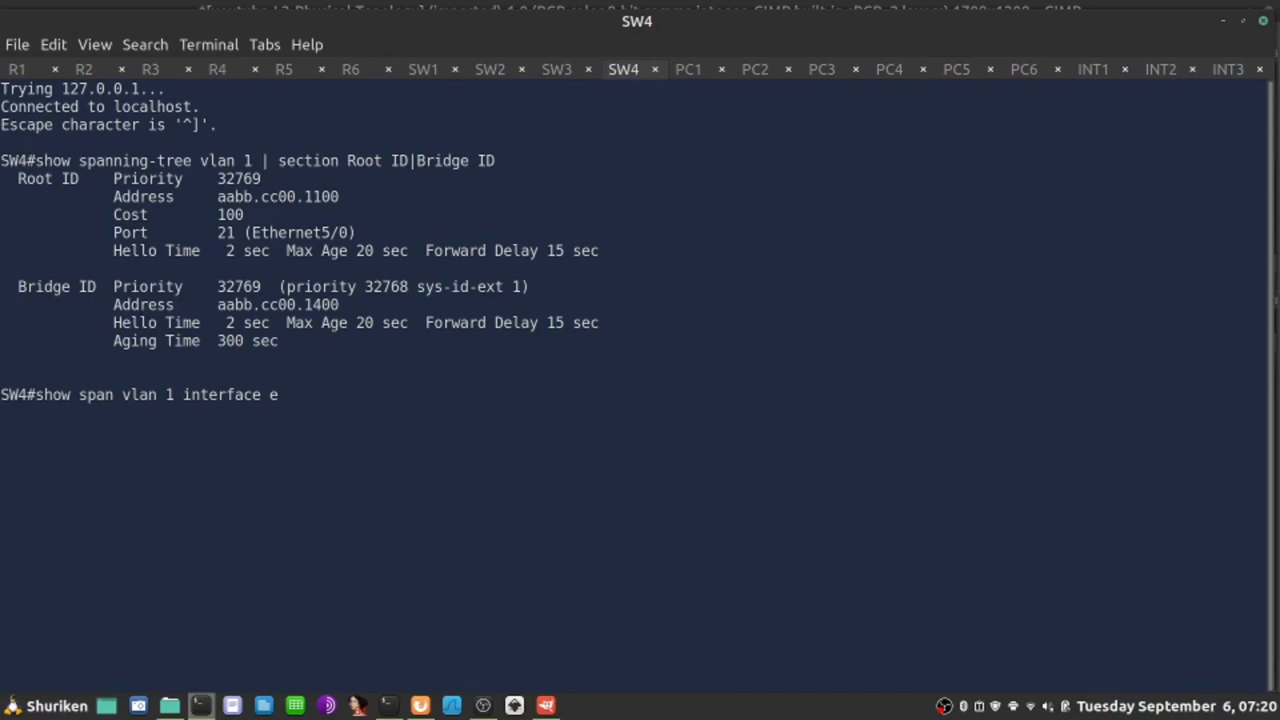 SW4
File Edit View Search Terminal Tabs Help
R1 × R2 × R3 × R4 × R5 × R6 × SW1 × SW2 × SW3 × SW4 × PC1 × PC2 × PC3 × PC4 × PC5 × PC6 × INT1 × INT2 × INT3 ×
Trying 127.0.0.1...
Connected to localhost.
Escape character is '^]'.
SW4#show spanning-tree vlan 1 | section Root ID|Bridge ID
Root ID Priority 32769
Address aabb.cc00.1100
Cost 100
Port 21 (Ethernet5/0)
Hello Time 2 sec Max Age 20 sec Forward Delay 15 sec
Bridge ID Priority 32769 (priority 32768 sys-id-ext 1)
Address aabb.cc00.1400
Hello Time 2 sec Max Age 20 sec Forward Delay 15 sec
Aging Time 300 sec
SW4#show span vlan 1 interface e
Shuriken Tuesday September 6, 07:20